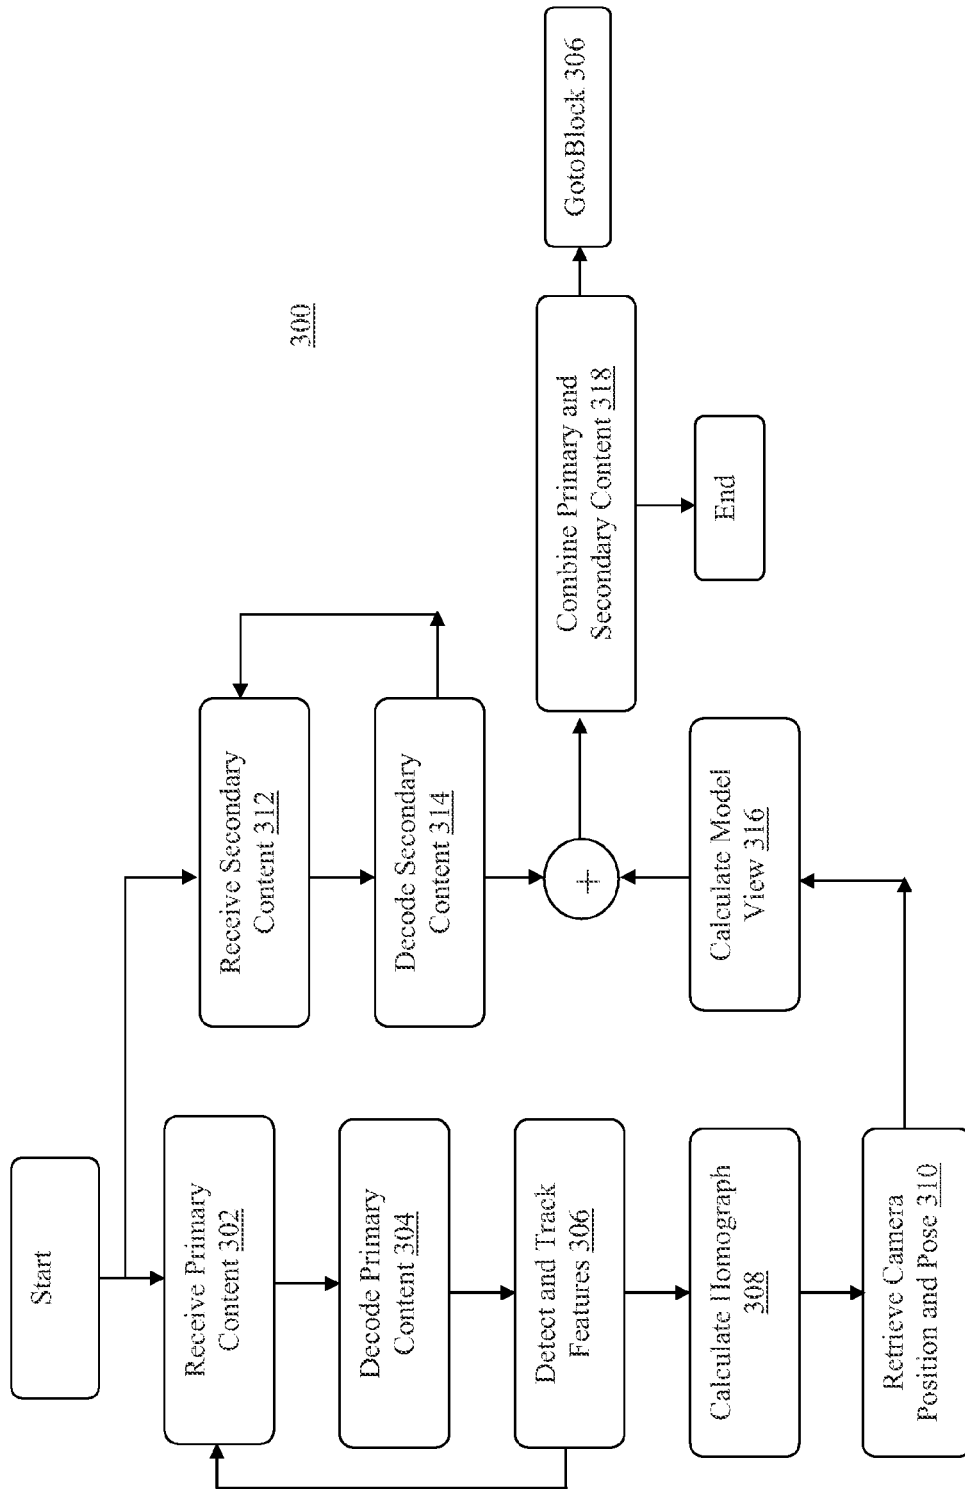 Start
Receive Primary
Content 302
Decode Primary
Content 304
Detect and Track
Features 306
Calculate Homograph
308
Retrieve Camera
Position and Pose 310
Receive Secondary
Content 312
Decode Secondary
Content 314
+
Calculate Model
View 316
Combine Primary and
Secondary Content 318
End
GotoBlock 306
300